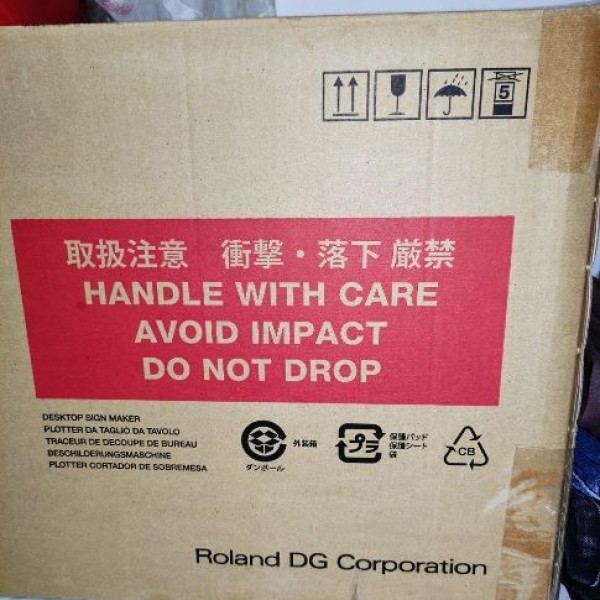 5
取扱注意 衝撃・落下 厳禁
HANDLE WITH CARE
AVOID IMPACT
DO NOT DROP
DESKTOP SIGN MAKER
PLOTTER DA TAGLIO DA TAVOLO
TRACEUR DE DECOUPE DE BUREAU
BESCHILDERUNGSMASCHINE
PLOTTER CORTADOR DE SOBREMESA
ダンボール
外装箱
プラ
保護パッド
保護シート
袋
CB
Roland DG Corporation